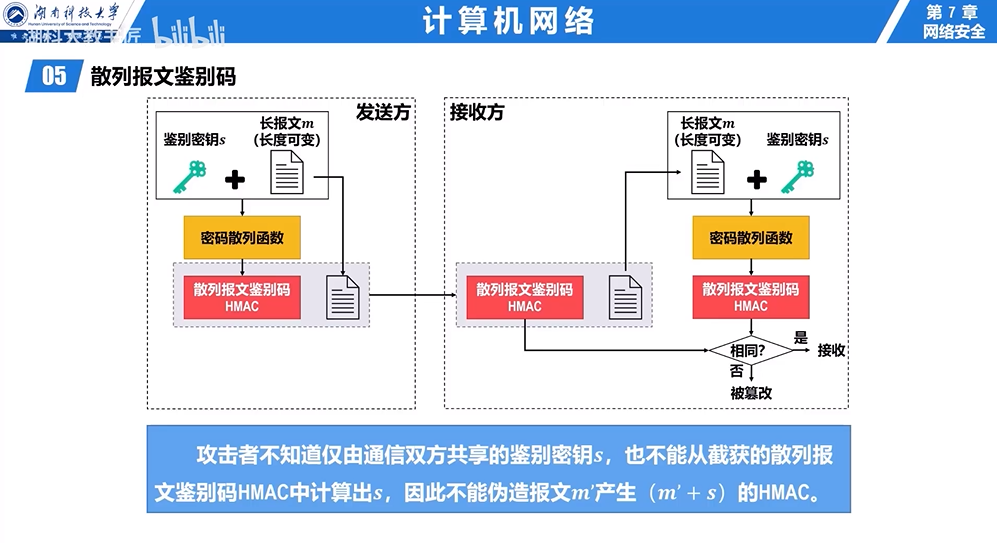 湖南科技大学
Hunan University of Science and Technology
湖科大教书匠 bilibili
计算机网络
第 7 章
网络安全
05 散列报文鉴别码
发送方
鉴别密钥s
长报文m
(长度可变)
密码散列函数
散列报文鉴别码
HMAC
接收方
散列报文鉴别码
HMAC
长报文m
(长度可变)
鉴别密钥s
密码散列函数
散列报文鉴别码
HMAC
相同?
是
接收
否
被篡改
攻击者不知道仅由通信双方共享的鉴别密钥s，也不能从截获的散列报
文鉴别码HMAC中计算出s，因此不能伪造报文m'产生（m' + s）的HMAC。